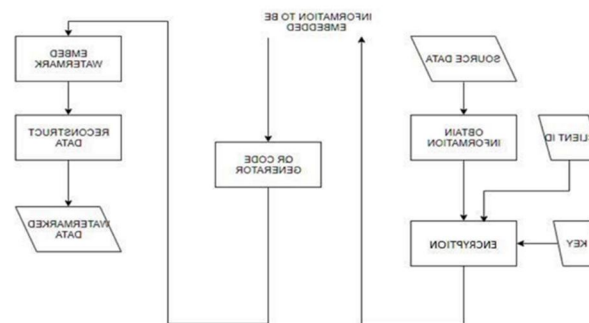 SOURCE DATA
OBTAIN
INFORMATION
LIENT ID
KEY
ENCRYPTION
INFORMATION TO BE
EMBEDDED
QR CODE
GENERATOR
EMBED
WATERMARK
RECONSTRUCT
DATA
WATERMARKED
DATA